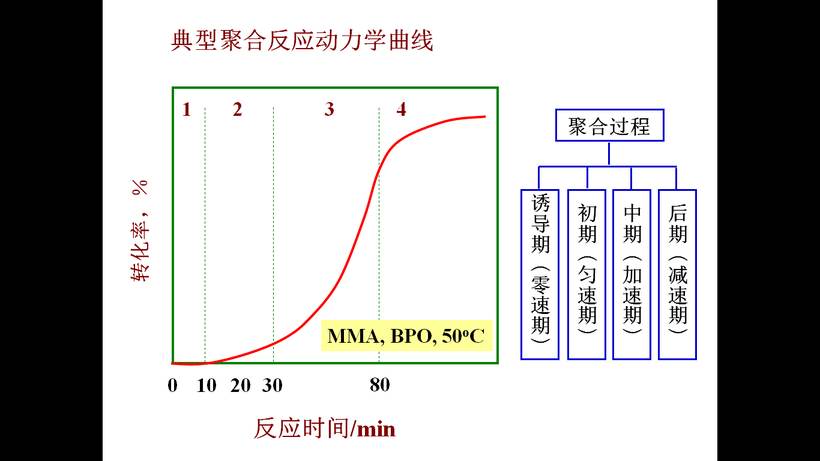 典型聚合反应动力学曲线
1 2 3 4
转化率，%
MMA, BPO, 50°C
0 10 20 30 80
反应时间/min
聚合过程
诱导期（零速期）
初期（匀速期）
中期（加速期）
后期（减速期）